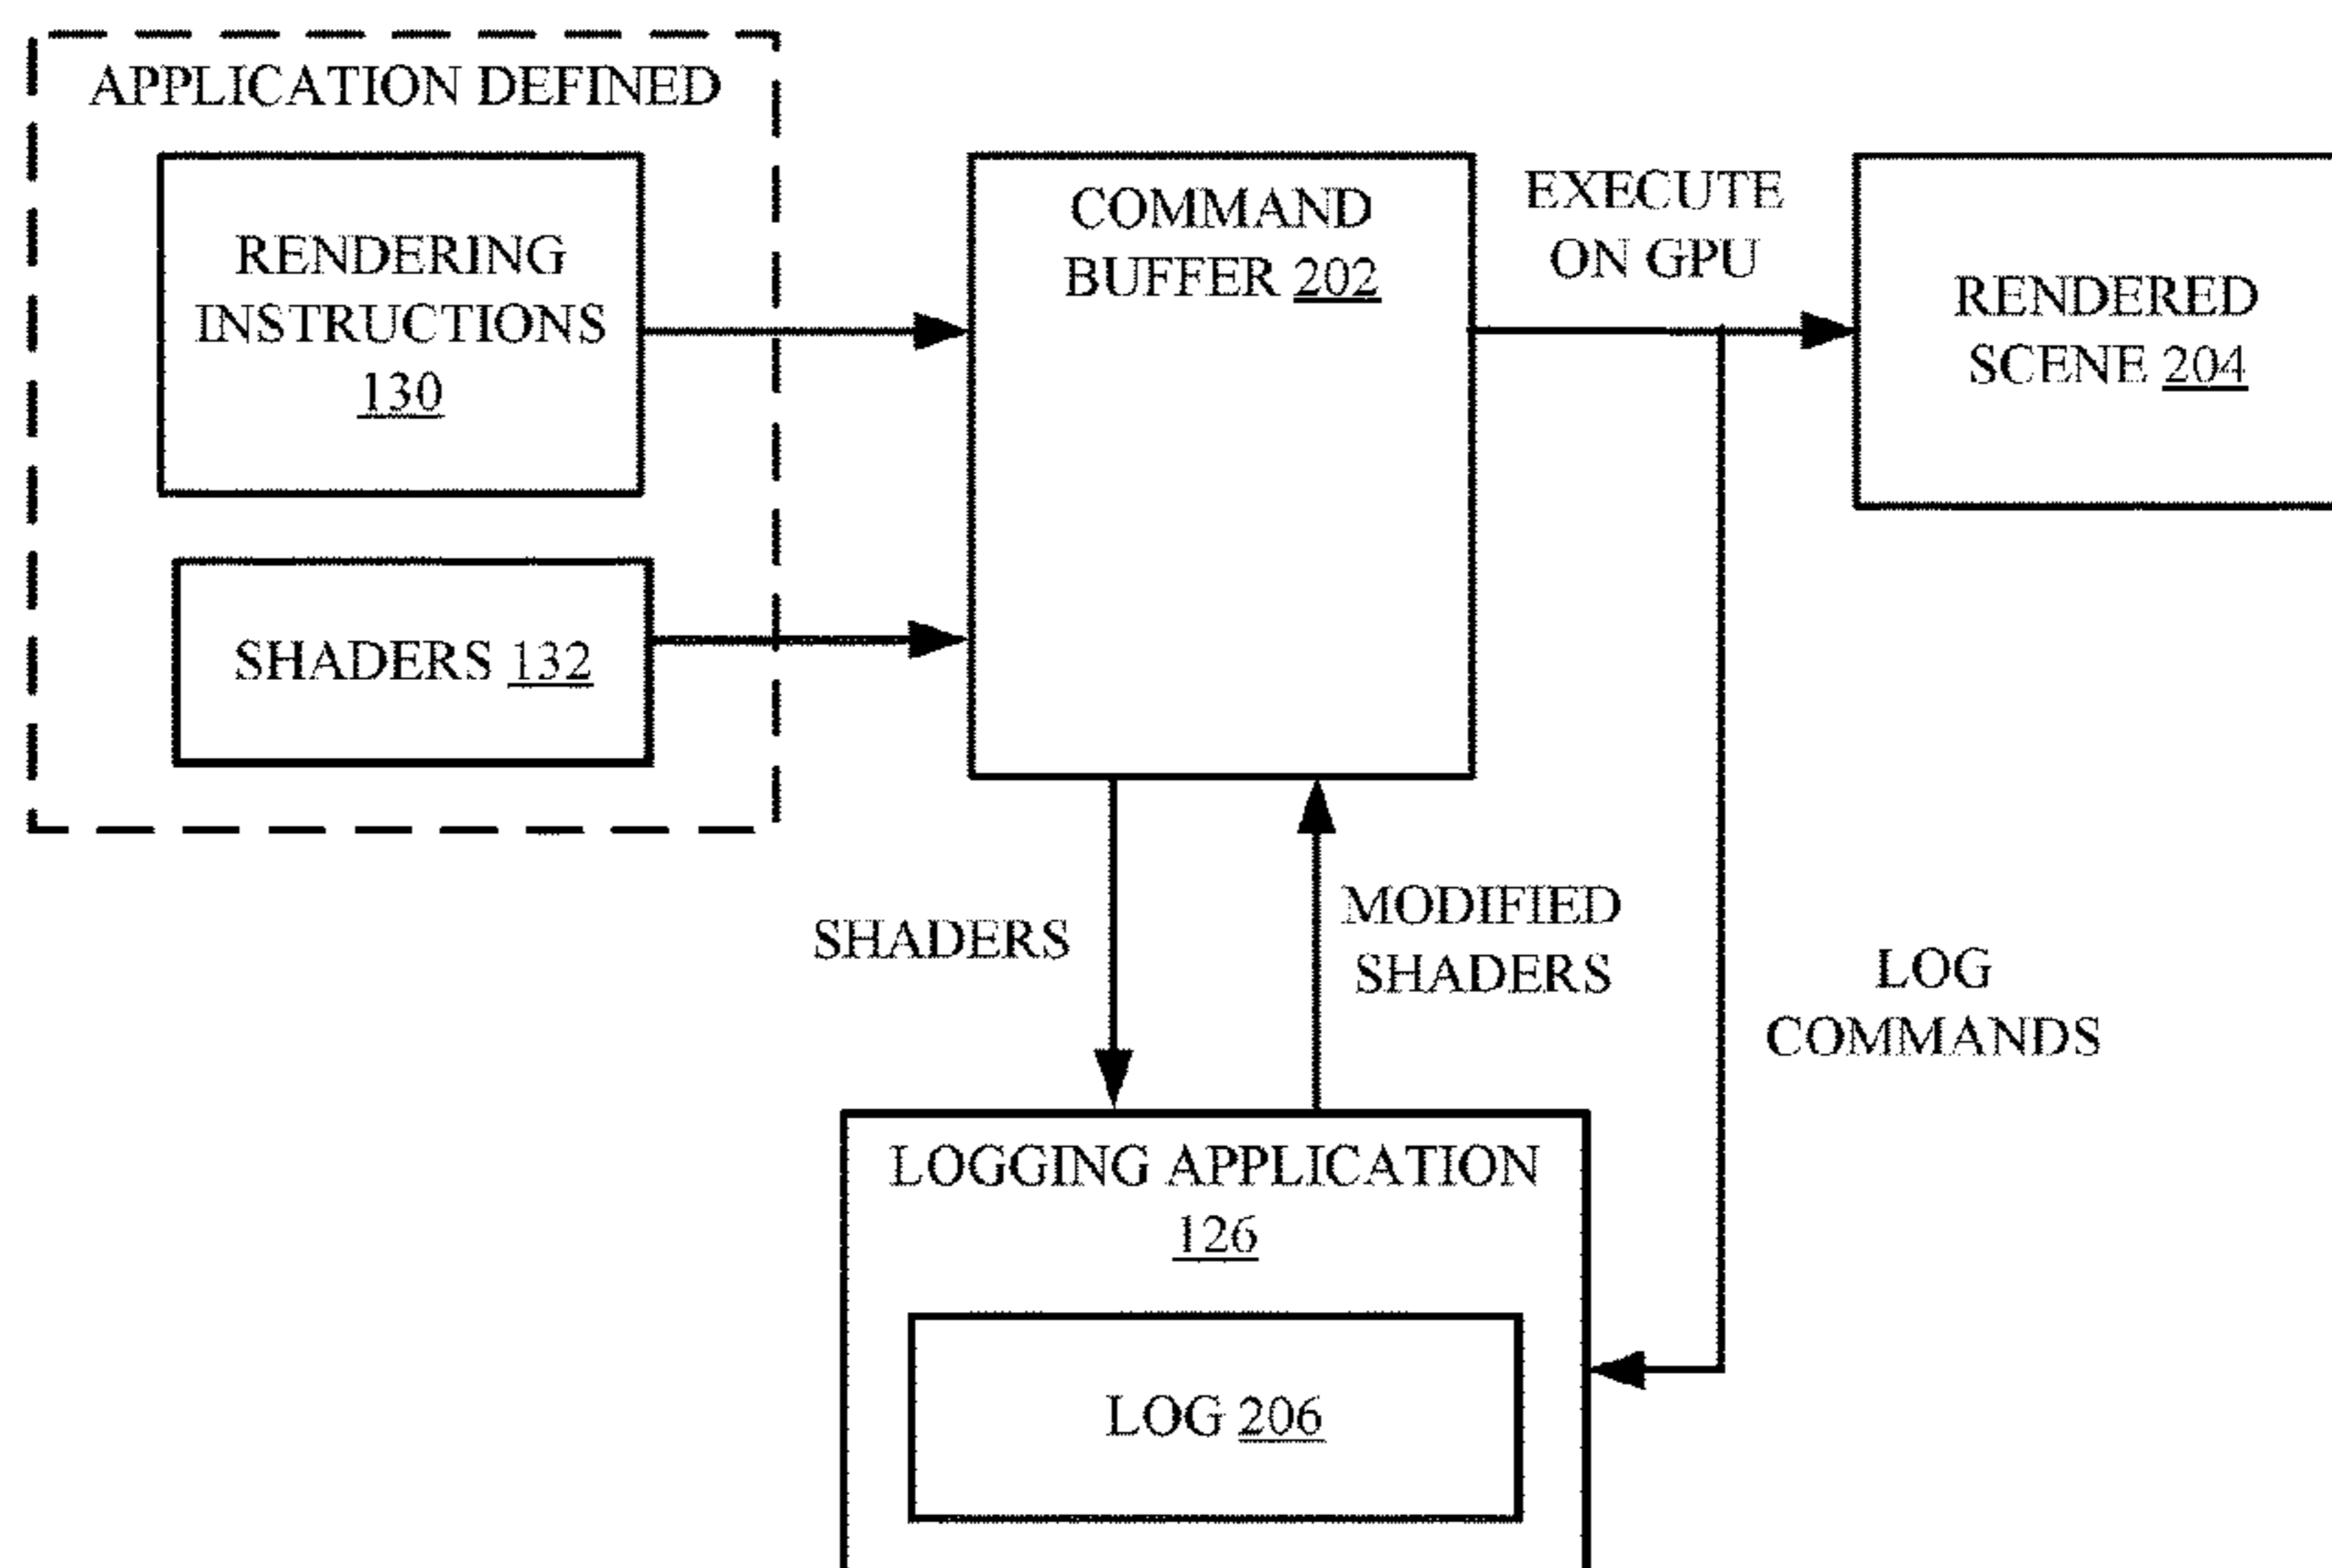 APPLICATION DEFINED
RENDERING
INSTRUCTIONS
130
SHADERS 132
COMMAND
BUFFER 202
EXECUTE
ON GPU
RENDERED
SCENE 204
SHADERS
MODIFIED
SHADERS
LOG
COMMANDS
LOGGING APPLICATION
126
LOG 206